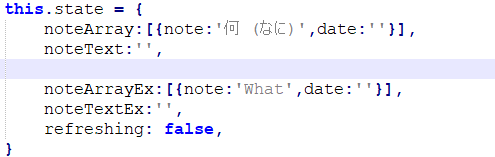 this.state = {
noteArray:[{note:'何 (なに)',date:''}],
noteText:'',
noteArrayEx:[{note:'What',date:''}],
noteTextEx:'',
refreshing: false,
}